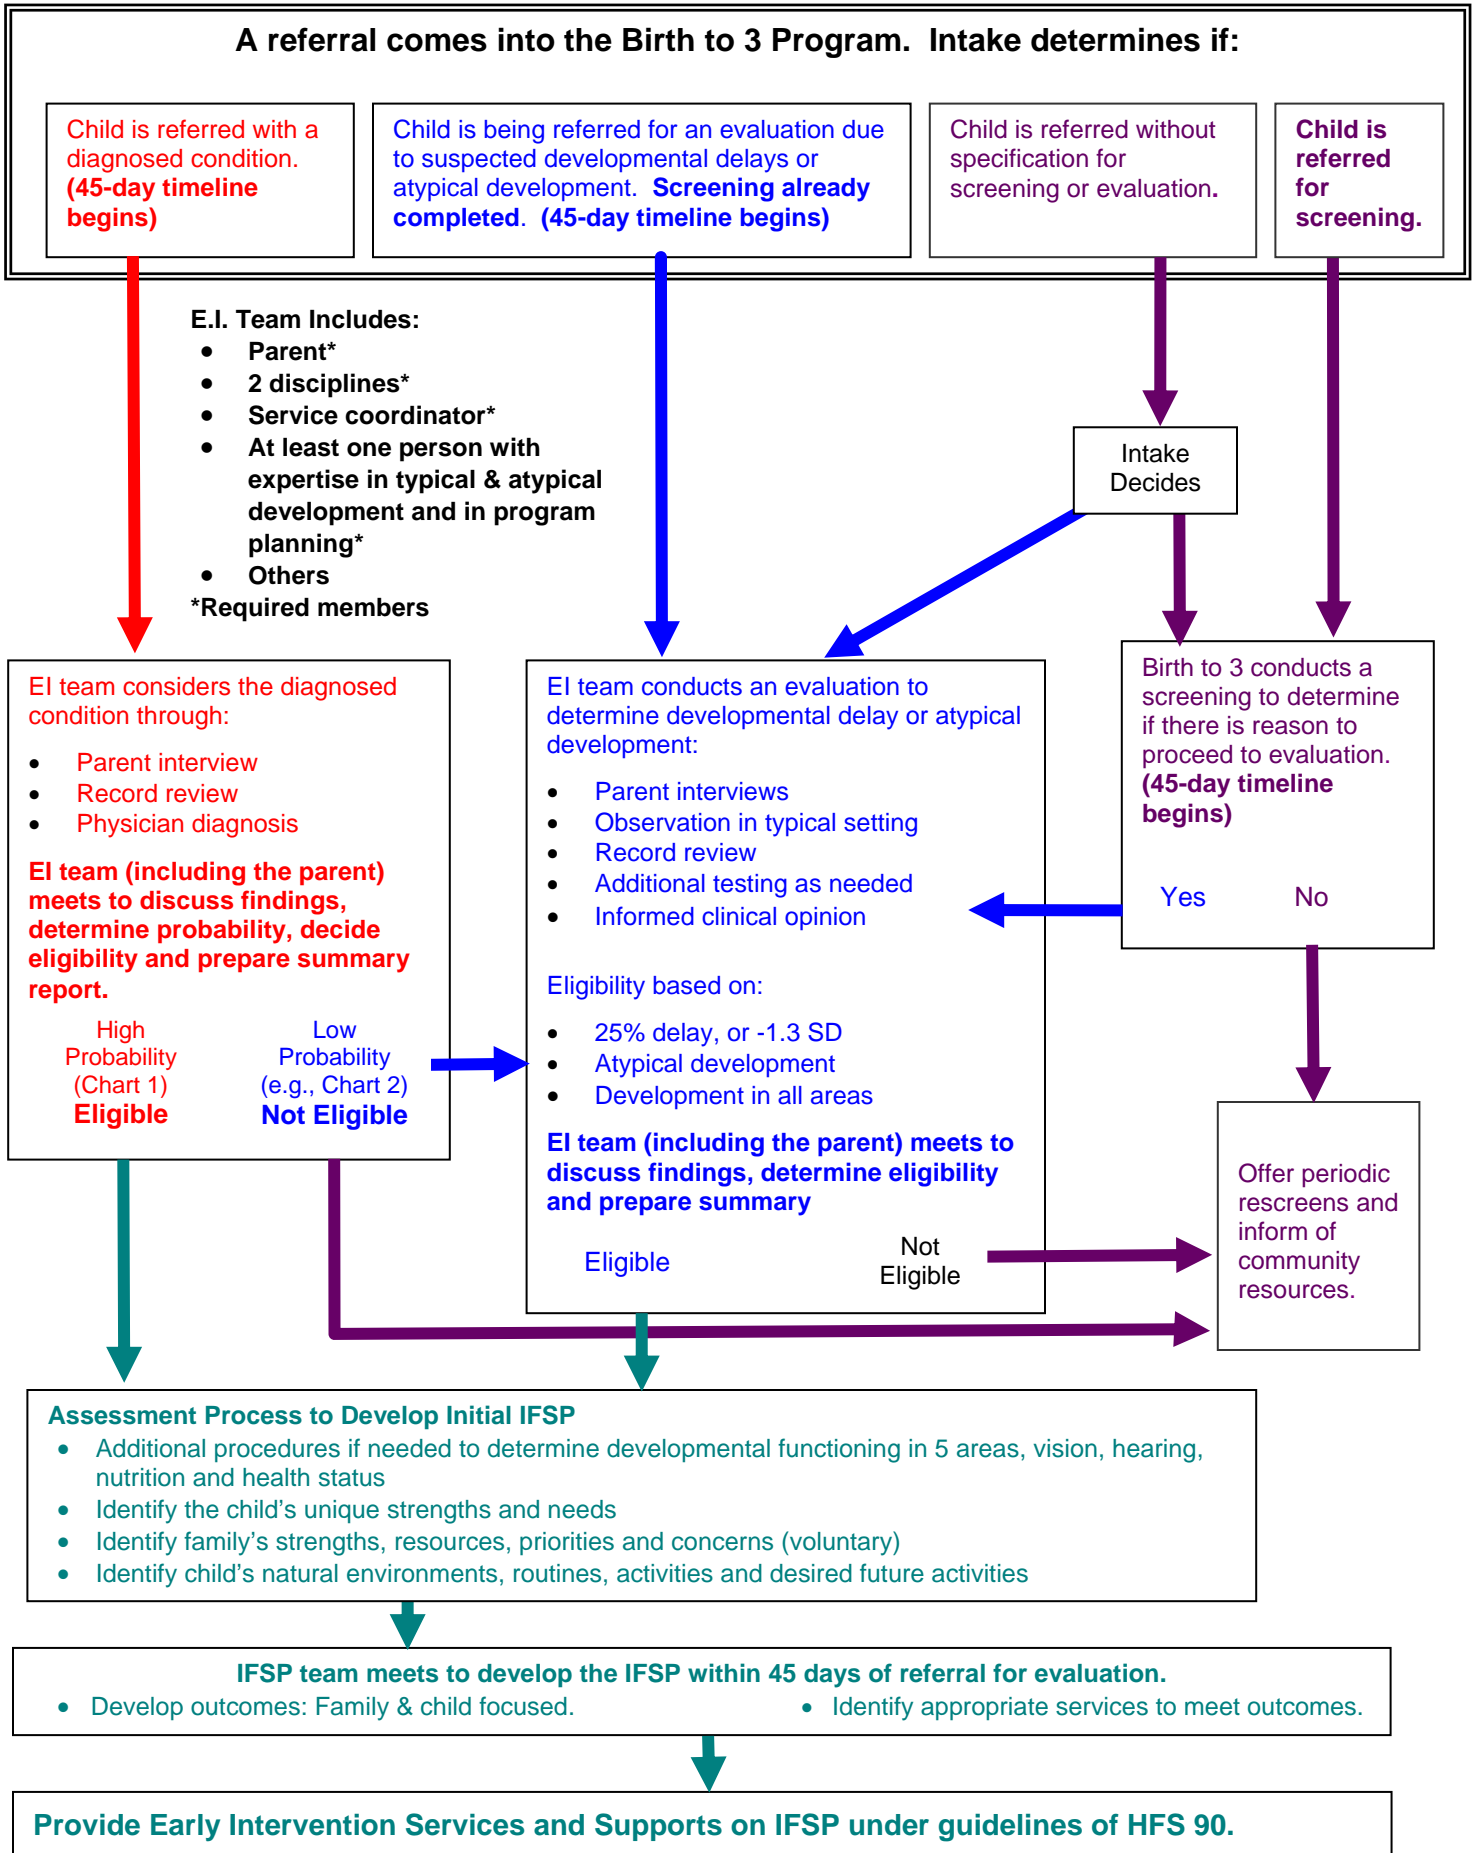 A referral comes into the Birth to 3 Program.  Intake determines if:
Child is referred with a
diagnosed condition.
(45-day timeline
begins)
Child is being referred for an evaluation due
to suspected developmental delays or
atypical development.  Screening already
completed.  (45-day timeline begins)
Child is referred without
specification for
screening or evaluation.
Child is
referred
for
screening.
E.I. Team Includes:
• Parent*
• 2 disciplines*
• Service coordinator*
• At least one person with
expertise in typical & atypical
development and in program
planning*
• Others
*Required members
Intake
Decides
EI team considers the diagnosed
condition through:
• Parent interview
• Record review
• Physician diagnosis
EI team (including the parent)
meets to discuss findings,
determine probability, decide
eligibility and prepare summary
report.
High
Probability
(Chart 1)
Eligible
Low
Probability
(e.g., Chart 2)
Not Eligible
EI team conducts an evaluation to
determine developmental delay or atypical
development:
• Parent interviews
• Observation in typical setting
• Record review
• Additional testing as needed
• Informed clinical opinion
Eligibility based on:
• 25% delay, or -1.3 SD
• Atypical development
• Development in all areas
EI team (including the parent) meets to
discuss findings, determine eligibility
and prepare summary
Eligible
Not
Eligible
Birth to 3 conducts a
screening to determine
if there is reason to
proceed to evaluation.
(45-day timeline
begins)
Yes No
Offer periodic
rescreens and
inform of
community
resources.
Assessment Process to Develop Initial IFSP
• Additional procedures if needed to determine developmental functioning in 5 areas, vision, hearing,
nutrition and health status
• Identify the child’s unique strengths and needs
• Identify family’s strengths, resources, priorities and concerns (voluntary)
• Identify child’s natural environments, routines, activities and desired future activities
IFSP team meets to develop the IFSP within 45 days of referral for evaluation.
• Develop outcomes: Family & child focused. • Identify appropriate services to meet outcomes.
Provide Early Intervention Services and Supports on IFSP under guidelines of HFS 90.